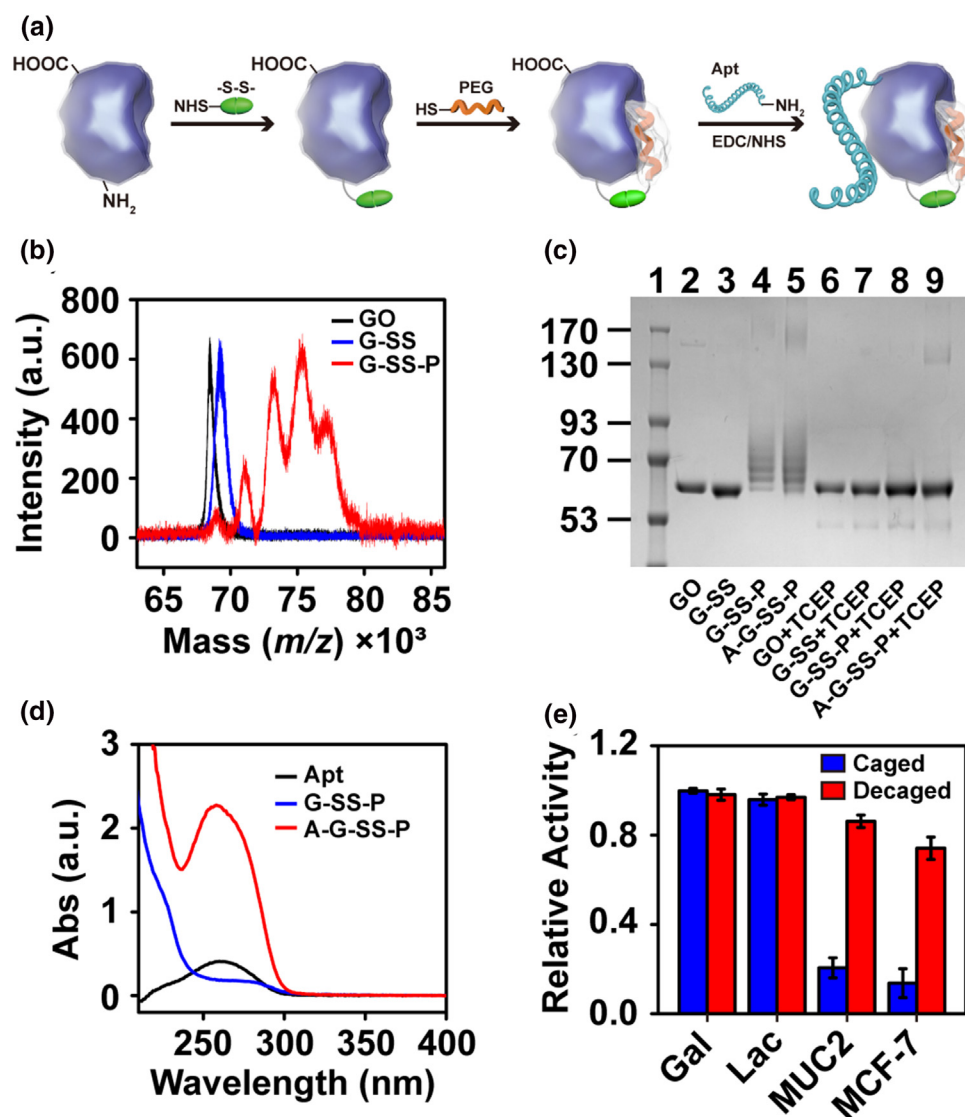 (a)
HOOC
NH₂
-S-S-
NHS
HOOC
PEG
HS
HOOC
Apt
NH₂
EDC/NHS
(b)
Intensity (a.u.)
800
600
400
200
0
GO
G-SS
G-SS-P
65 70 75 80 85
Mass (m/z) ×10³
(c)
1 2 3 4 5 6 7 8 9
170
130
93
70
53
GO
G-SS
G-SS-P
A-G-SS-P
GO+TCEP
G-SS+TCEP
G-SS-P+TCEP
A-G-SS-P+TCEP
(d)
Abs (a.u.)
3
2
1
0
Apt
G-SS-P
A-G-SS-P
250 300 350 400
Wavelength (nm)
(e)
Relative Activity
1.2
0.8
0.4
0.0
Caged
Decaged
Gal
Lac
MUC2
MCF-7